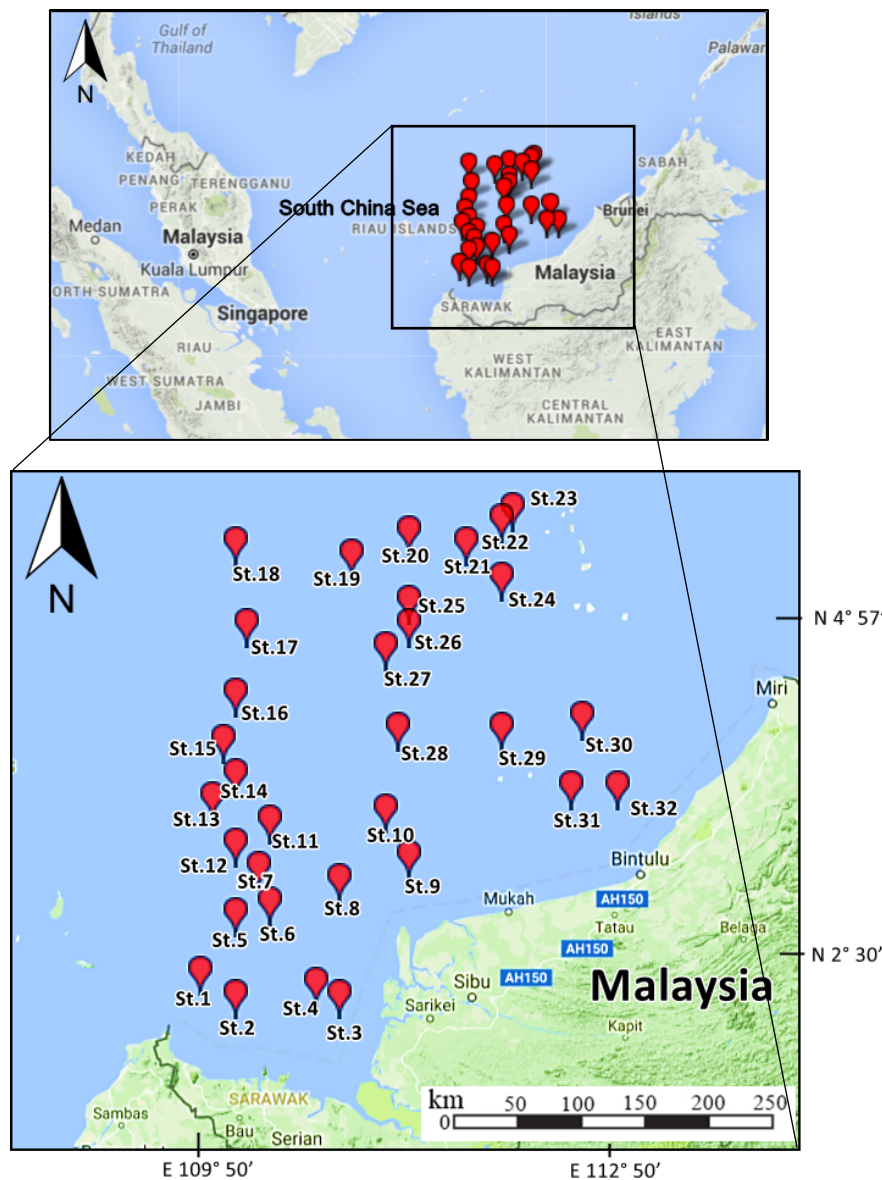 Islands
Gulf of
Thailand
Palawan
N
KEDAH
PENANG
TERENGGANU
SABAH
PERAK
South China Sea
Brunei
Medan
RIAU ISLANDS
Malaysia
Kuala Lumpur
Malaysia
ORTH SUMATRA
SARAWAK
Singapore
RIAU
EAST
KALIMANTAN
WEST
KALIMANTAN
WEST SUMATRA
JAMBI
CENTRAL
KALIMANTAN
N
St.23
St.22
St.20
St.21
St.18
St.19
St.24
St.25
N 4° 57'
St.26
St.17
St.27
Miri
St.16
St.15
St.28
St.29
St.30
St.14
St.13
St.31
St.32
St.10
St.11
St.12
St.7
Bintulu
St.9
St.8
Mukah
AH150
St.6
St.5
Tatau
Belaga
AH150
N 2° 30'
St.1
St.4
Sibu
AH150
Malaysia
Sarikei
St.2
St.3
Kapit
SARAWAK
km
0 50 100 150 200 250
Sambas
Bau
Serian
E 109° 50′
E 112° 50′